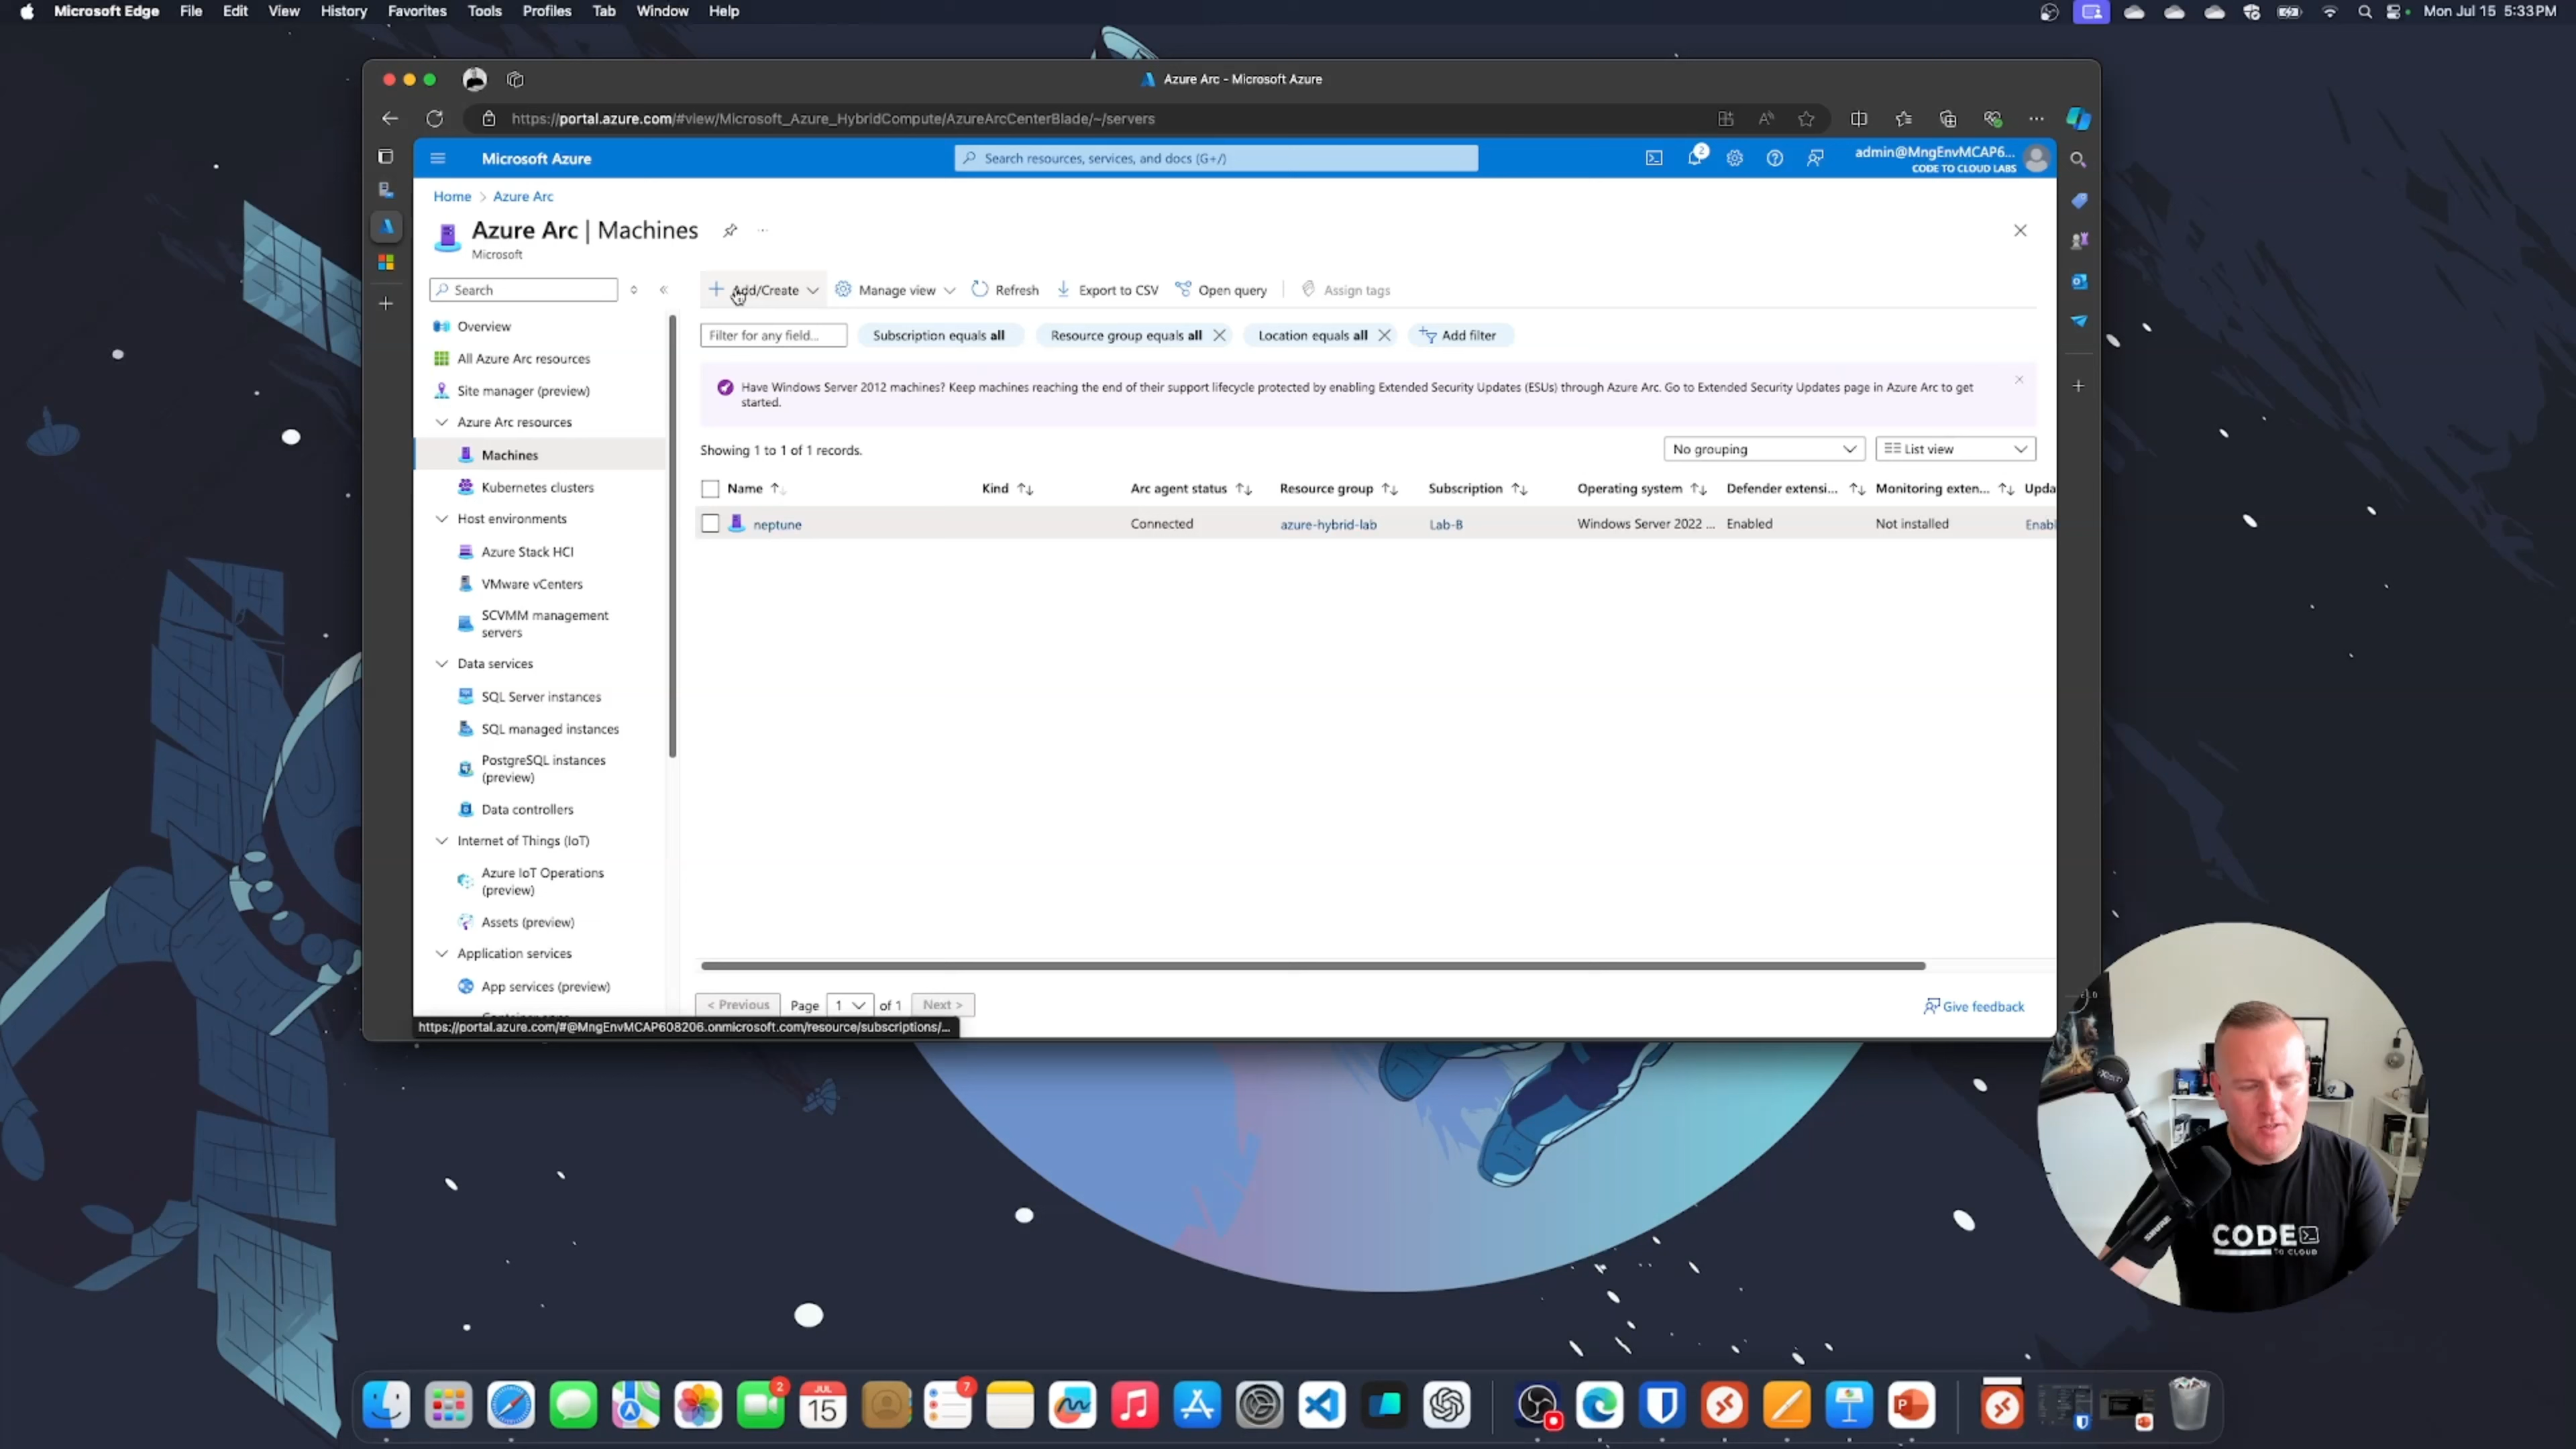 Microsoft Edge File Edit View History Favorites Tools Profiles Tab Window Help
Mon Jul 15 5:33 PM
Azure Arc - Microsoft Azure
https://portal.azure.com/#view/Microsoft_Azure_HybridCompute/AzureArcCenterBlade/~/servers
Microsoft Azure
Search resources, services, and docs (G+/)
2
admin@MngEnvMCAP6...
CODE TO CLOUD LABS
Home > Azure Arc
Azure Arc | Machines
Microsoft
Search
Add/Create
Manage view
Refresh
Export to CSV
Open query
Assign tags
Overview
All Azure Arc resources
Site manager (preview)
Azure Arc resources
Machines
Kubernetes clusters
Host environments
Azure Stack HCI
VMware vCenters
SCVMM management
servers
Data services
SQL Server instances
SQL managed instances
PostgreSQL instances
(preview)
Data controllers
Internet of Things (IoT)
Azure IoT Operations
(preview)
Assets (preview)
Application services
App services (preview)
Filter for any field...
Subscription equals all
Resource group equals all
Location equals all
Add filter
Have Windows Server 2012 machines? Keep machines reaching the end of their support lifecycle protected by enabling Extended Security Updates (ESUs) through Azure Arc. Go to Extended Security Updates page in Azure Arc to get
started.
Showing 1 to 1 of 1 records.
No grouping
List view
Name Kind Arc agent status Resource group Subscription Operating system Defender extensi... Monitoring exten... Upda
neptune Connected azure-hybrid-lab Lab-B Windows Server 2022 ... Enabled Not installed Enabl
< Previous Page 1 of 1 Next >
Give feedback
https://portal.azure.com/#@MngEnvMCAP608206.onmicrosoft.com/resource/subscriptions/...
CODE
TO CLOUD
SHURE
2
JUL
15
7